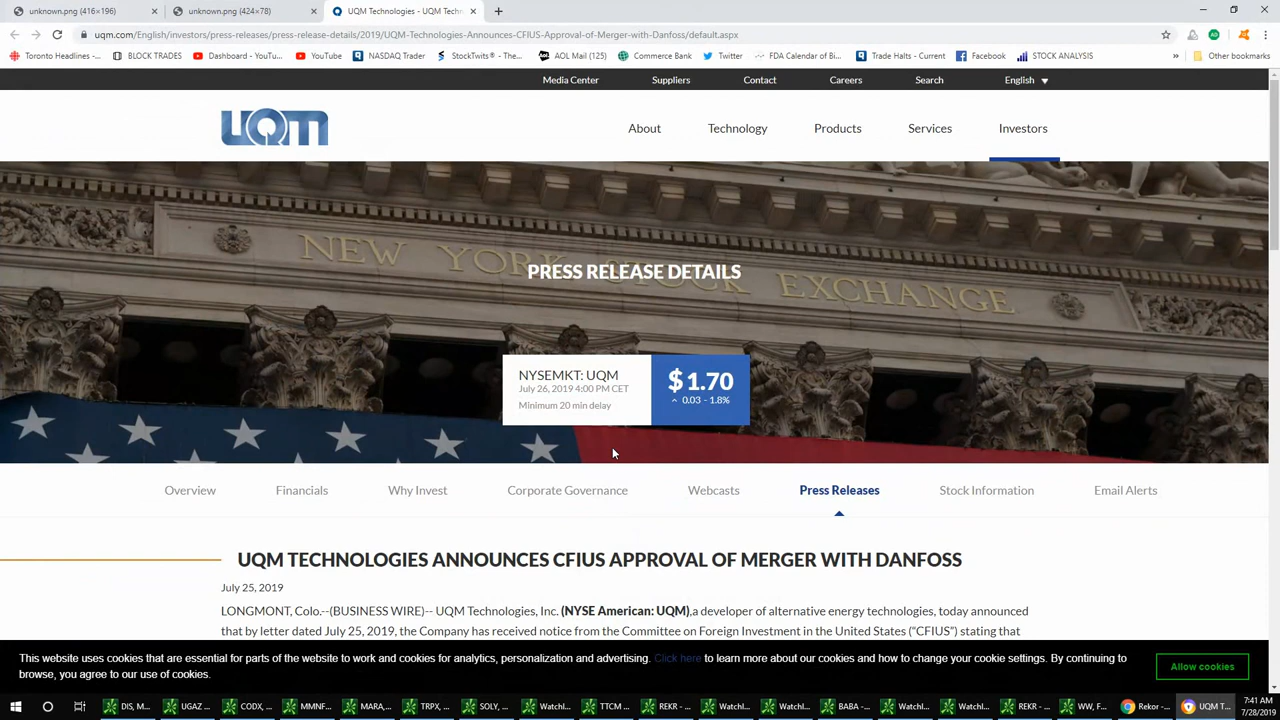 unknown.png (416×196)
unknown.png (424×78)
UQM Technologies - UQM Techn
uqm.com/English/investors/press-releases/press-release-details/2019/UQM-Technologies-Announces-CFIUS-Approval-of-Merger-with-Danfoss/default.aspx
Toronto Headlines -...
BLOCK TRADES
Dashboard - YouTu...
YouTube
NASDAQ Trader
StockTwits® - The...
AOL Mail (125)
Commerce Bank
Twitter
FDA Calendar of Bi...
Trade Halts - Current
Facebook
STOCK ANALYSIS
»
Other bookmarks
Media Center
Suppliers
Contact
Careers
Search
English
UQM
About
Technology
Products
Services
Investors
NEW YORK STOCK EXCHANGE
PRESS RELEASE DETAILS
NYSEMKT: UQM
July 26, 2019 4:00 PM CET
Minimum 20 min delay
$1.70
0.03 - 1.8%
Overview
Financials
Why Invest
Corporate Governance
Webcasts
Press Releases
Stock Information
Email Alerts
UQM TECHNOLOGIES ANNOUNCES CFIUS APPROVAL OF MERGER WITH DANFOSS
July 25, 2019
LONGMONT, Colo.--(BUSINESS WIRE)-- UQM Technologies, Inc. (NYSE American: UQM),a developer of alternative energy technologies, today announced
that by letter dated July 25, 2019, the Company has received notice from the Committee on Foreign Investment in the United States (“CFIUS”) stating that
This website uses cookies that are essential for parts of the website to work and cookies for analytics, personalization and advertising. Click here to learn more about our cookies and how to change your cookie settings. By continuing to
browse, you agree to our use of cookies.
Allow cookies
DIS, M...
UGAZ ...
CODX, ...
MMNF...
MARA,...
TRPX, ...
SOLY, ...
Watchl...
TTCM ...
REKR - ...
Watchl...
Watchl...
BABA -...
Watchl...
Watchl...
REKR - ...
WW, F...
Rekor -...
UQM T...
7:41 AM
7/28/2019